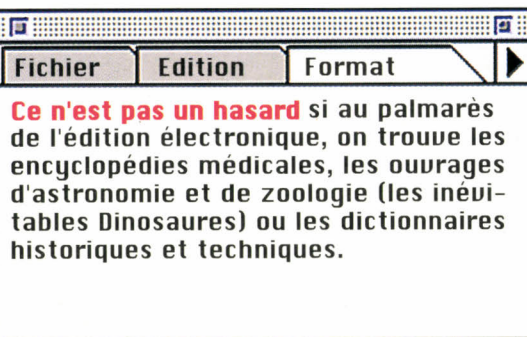 Fichier Edition Format
Ce n'est pas un hasard si au palmarès
de l'édition électronique, on trouve les
encyclopédies médicales, les ouvrages
d'astronomie et de zoologie (les inévi-
tables Dinosaures) ou les dictionnaires
historiques et techniques.